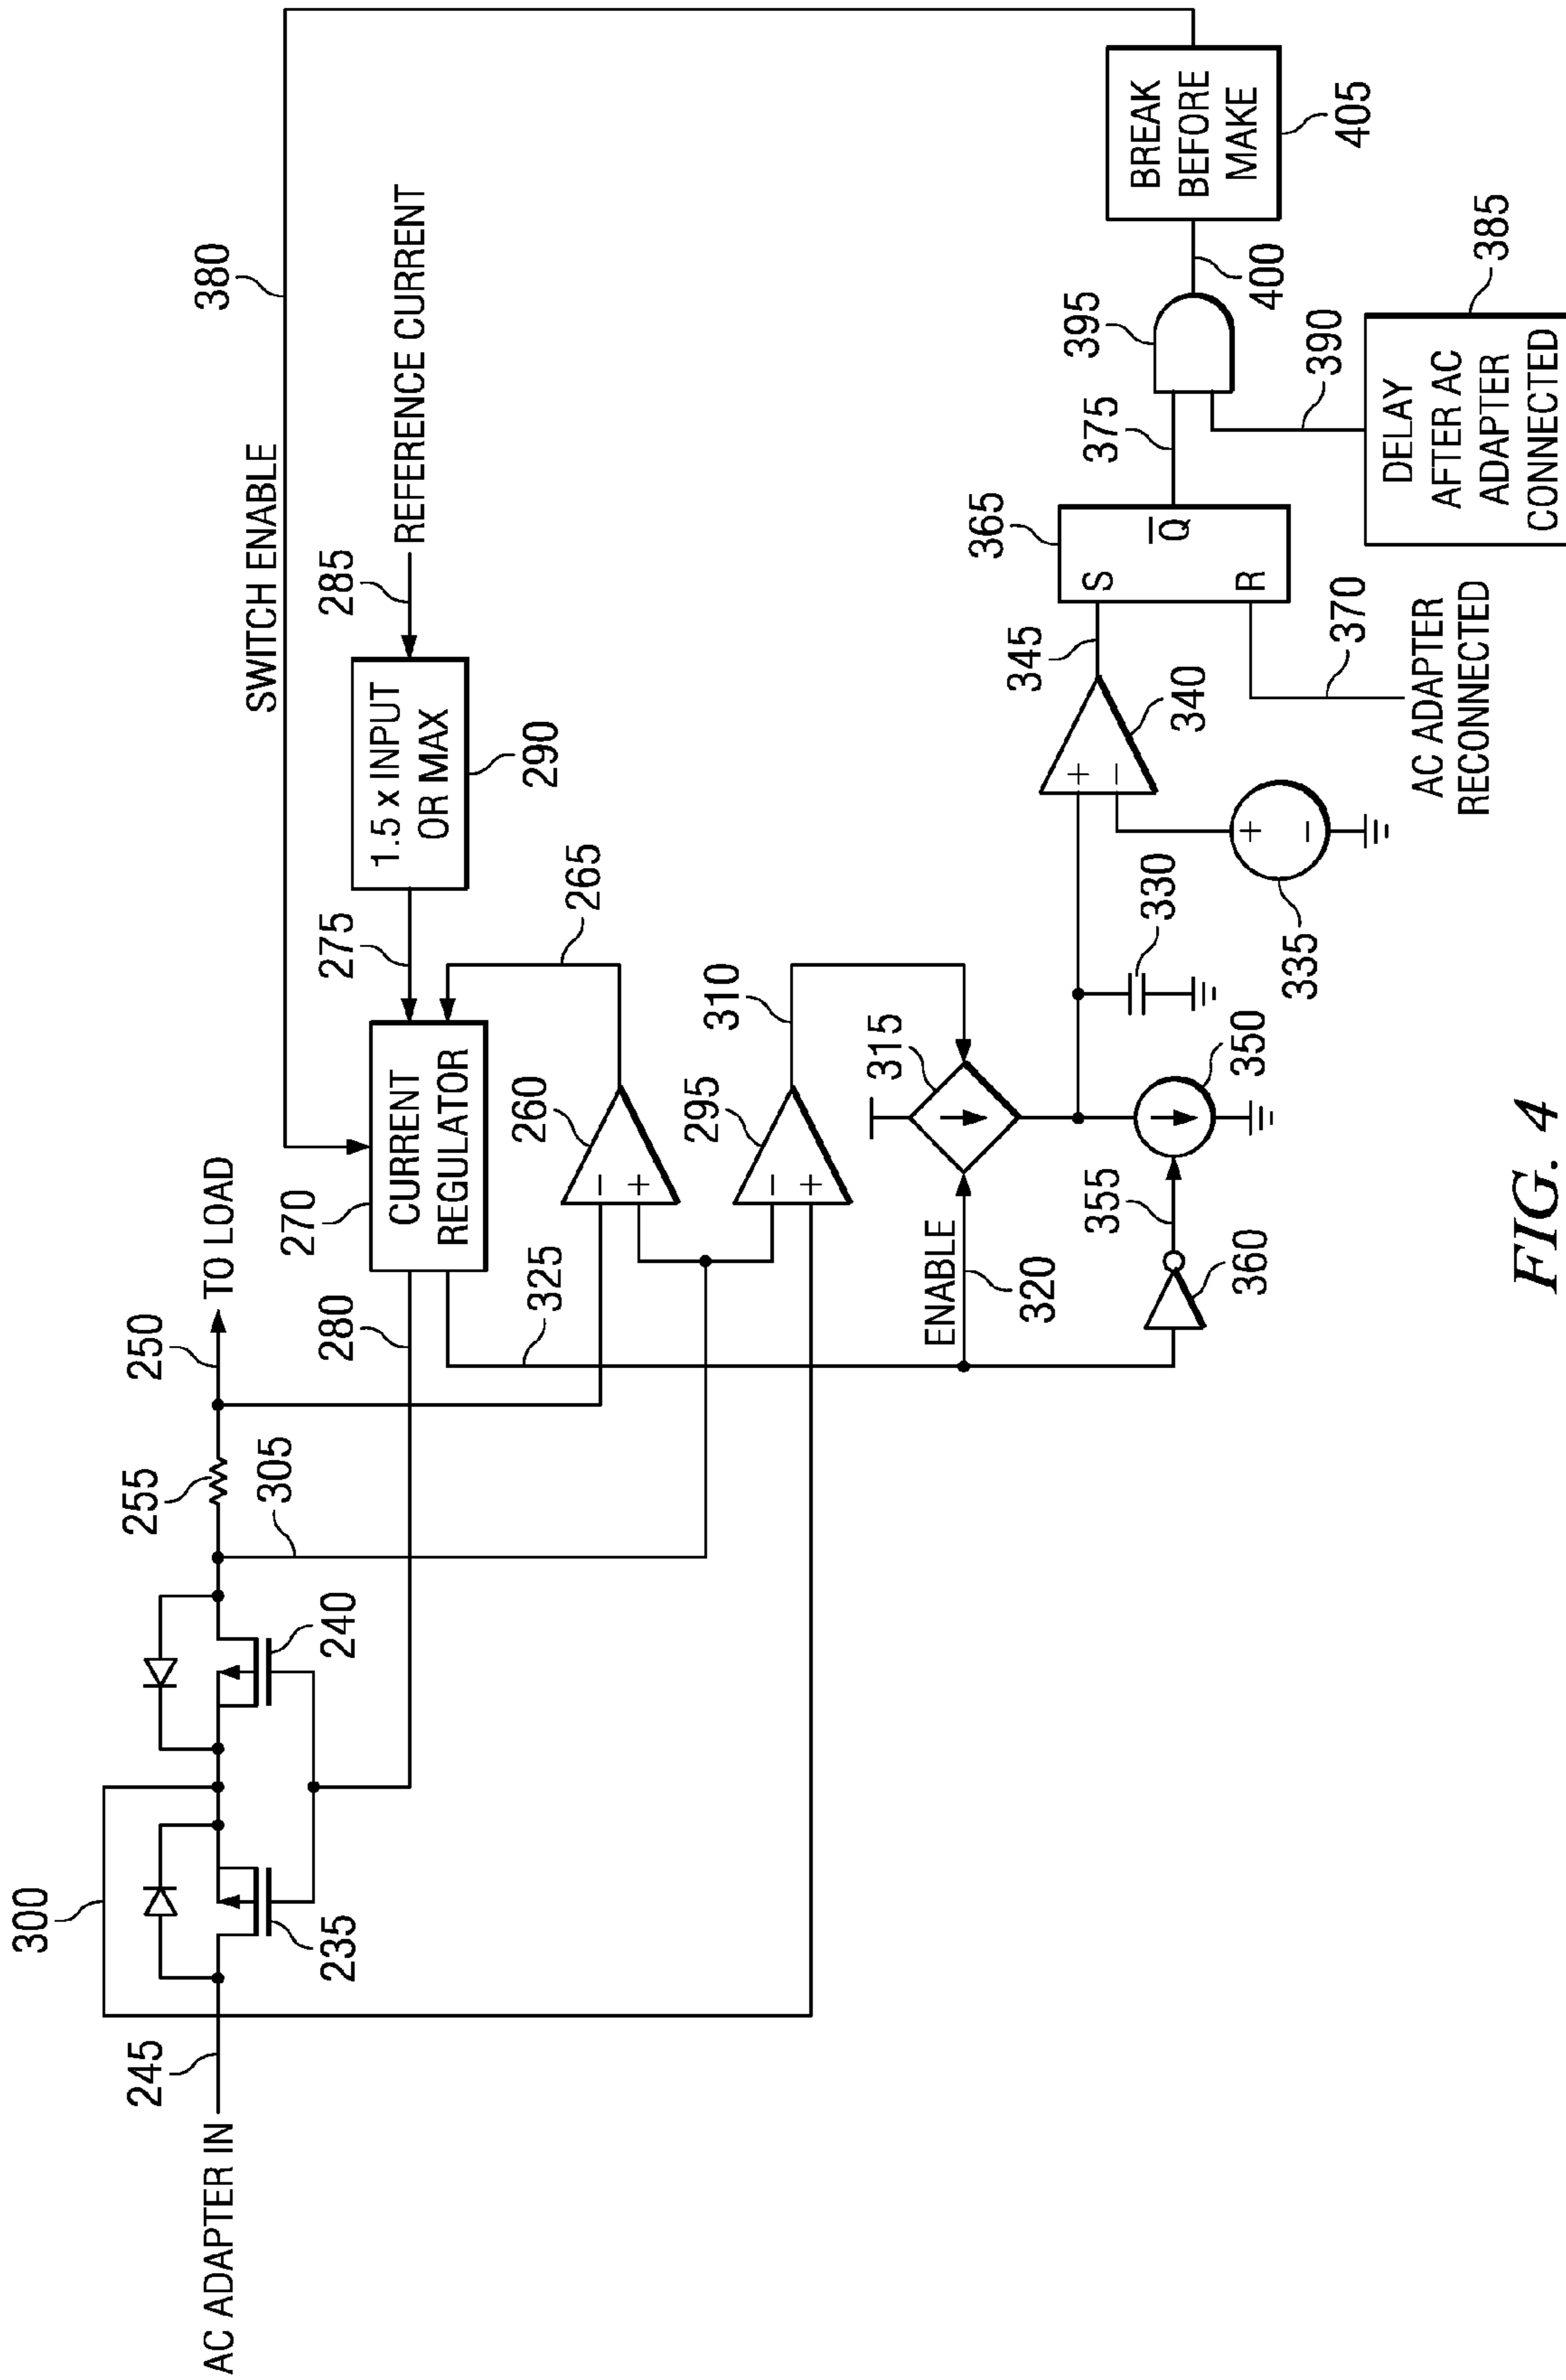 AC ADAPTER IN
245
300
235
240
255
305
250
TO LOAD
280
325
270
CURRENT
REGULATOR
275
265
1.5 x INPUT
OR MAX
290
285
REFERENCE CURRENT
SWITCH ENABLE
380
260
−
+
295
−
+
310
315
ENABLE
320
355
360
350
330
335
+
−
340
+
−
345
365
S
R
Q̅
370
AC ADAPTER
RECONNECTED
375
395
390
DELAY
AFTER AC
ADAPTER
CONNECTED
385
400
BREAK
BEFORE
MAKE
405
FIG. 4